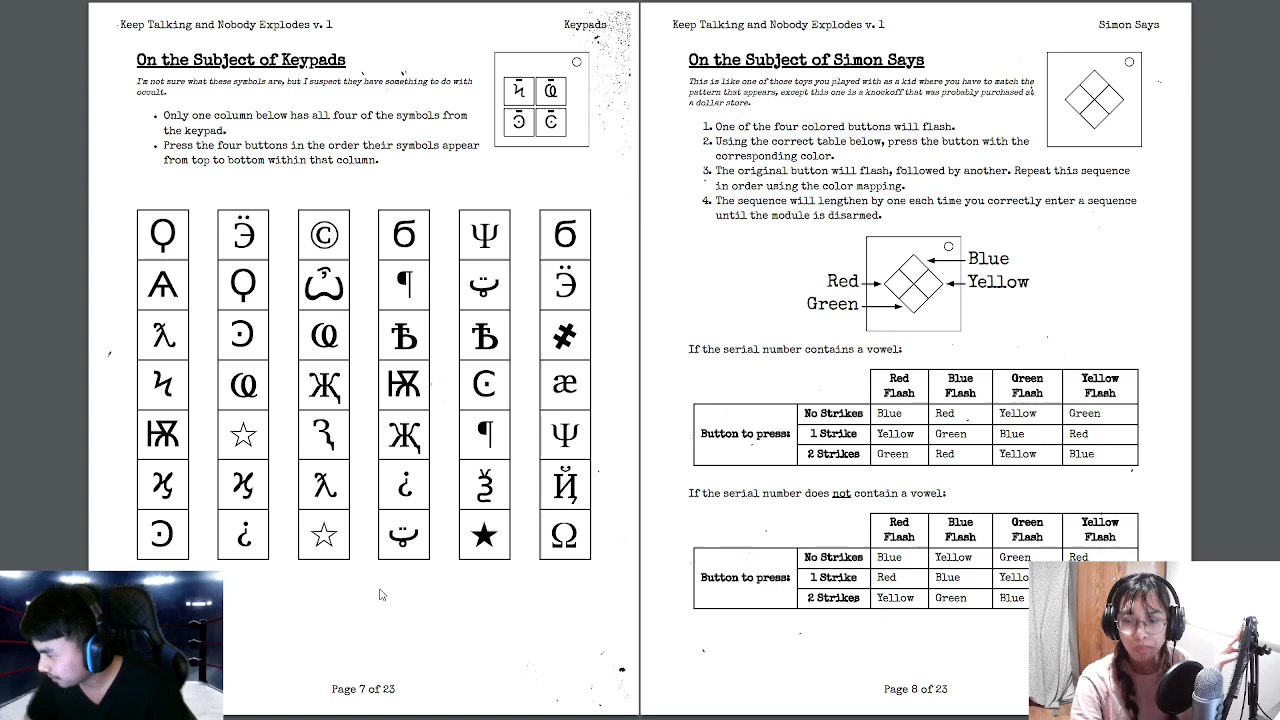 Keep Talking and Nobody Explodes v. 1
Keypads
On the Subject of Keypads
I'm not sure what these symbols are, but I suspect they have something to do with
occult.
Ϟ Ҩ
Ͽ Ͼ
• Only one column below has all four of the symbols from
the keypad.
• Press the four buttons in the order their symbols appear
from top to bottom within that column.
Ϙ Ӭ © Ϭ Ψ Ϭ
Ѧ Ϙ Ѽ ¶ ټ Ӭ
ƛ Ͽ Ҩ Ѣ Ѣ ҂
Ϟ Ҩ Җ Ѭ Ͼ æ
Ѭ ☆ Ԇ Җ ¶ Ψ
ϗ ϗ ƛ ¿ Ѯ Ҋ
Ͽ ¿ ☆ ټ ★ Ω
Page 7 of 23
Keep Talking and Nobody Explodes v. 1
Simon Says
On the Subject of Simon Says
This is like one of those toys you played with as a kid where you have to match the
pattern that appears, except this one is a knockoff that was probably purchased at
a dollar store.
1. One of the four colored buttons will flash.
2. Using the correct table below, press the button with the
corresponding color.
3. The original button will flash, followed by another. Repeat this sequence
in order using the color mapping.
4. The sequence will lengthen by one each time you correctly enter a sequence
until the module is disarmed.
Blue
Red
Yellow
Green
If the serial number contains a vowel:
Red Flash Blue Flash Green Flash Yellow Flash
Button to press:
No Strikes Blue Red Yellow Green
1 Strike Yellow Green Blue Red
2 Strikes Green Red Yellow Blue
If the serial number does not contain a vowel:
Red Flash Blue Flash Green Flash Yellow Flash
Button to press:
No Strikes Blue Yellow Green Red
1 Strike Red Blue Yello
2 Strikes Yellow Green Blue
Page 8 of 23